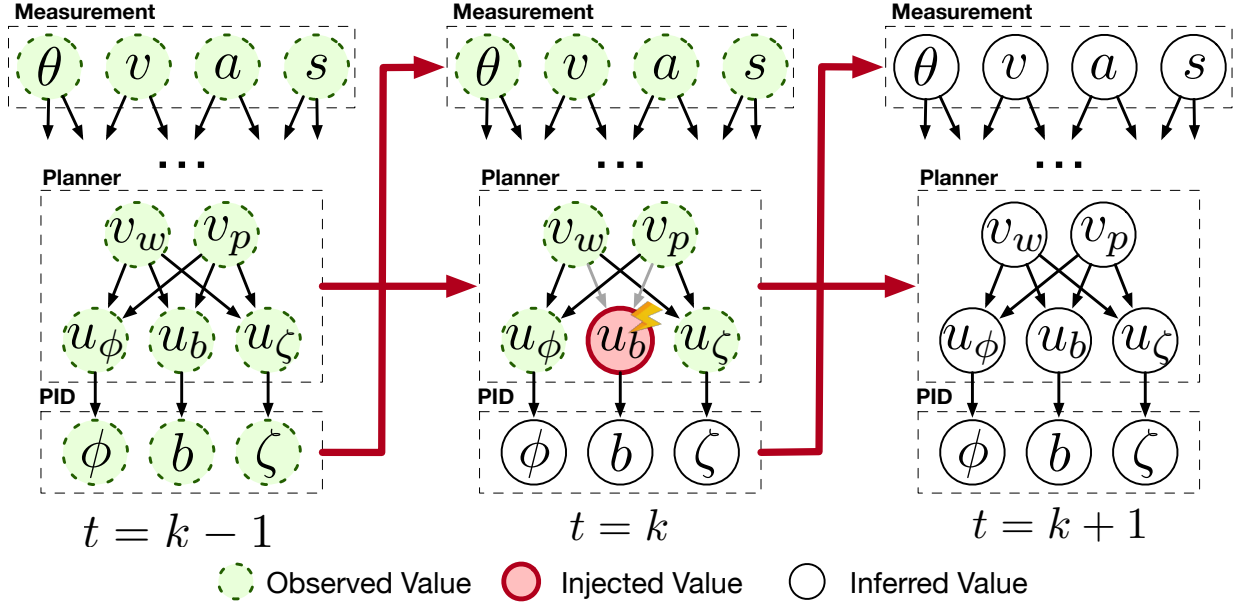 Measurement Measurement Measurement
θ v a s θ v a s θ v a s
... ... ...
Planner Planner Planner
v_w v_p v_w v_p v_w v_p
u_ϕ u_b u_ζ u_ϕ u_b u_ζ u_ϕ u_b u_ζ
PID PID PID
ϕ b ζ ϕ b ζ ϕ b ζ
t = k − 1 t = k t = k + 1
Observed Value Injected Value Inferred Value